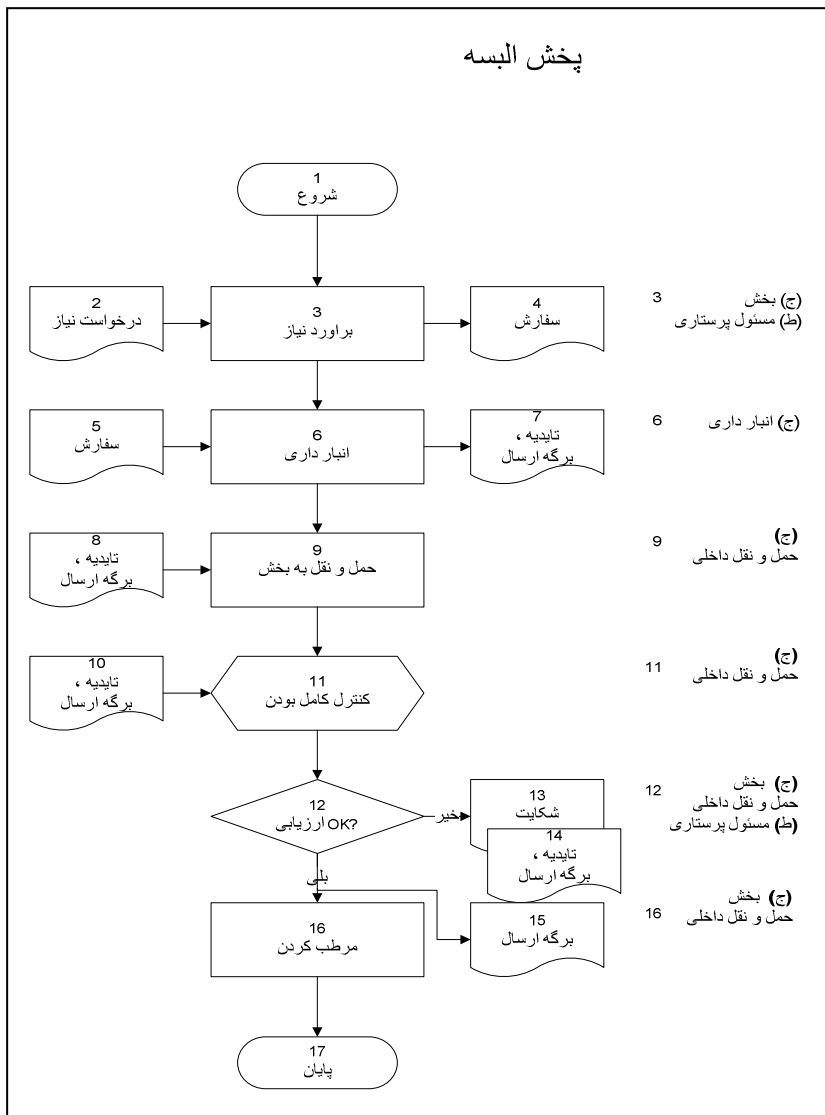 پخش البسه
1
شروع
2
درخواست نیاز
3
براورد نیاز
4
سفارش
3
(ج) بخش
(ط) مسئول پرستاری
5
سفارش
6
انبار داری
7
تایدیه ،
برگه ارسال
6
(ج) انبار داری
8
تایدیه ،
برگه ارسال
9
حمل و نقل به بخش
9
(ج)
حمل و نقل داخلی
10
تایدیه ،
برگه ارسال
11
کنترل کامل بودن
11
(ج)
حمل و نقل داخلی
12
ارزیابی OK?
خیر
13
شکایت
14
تایدیه ،
برگه ارسال
12
(ج) بخش
حمل و نقل داخلی
(ط) مسئول پرستاری
بلی
15
برگه ارسال
16
مرطب کردن
16
(ج) بخش
حمل و نقل داخلی
17
پایان